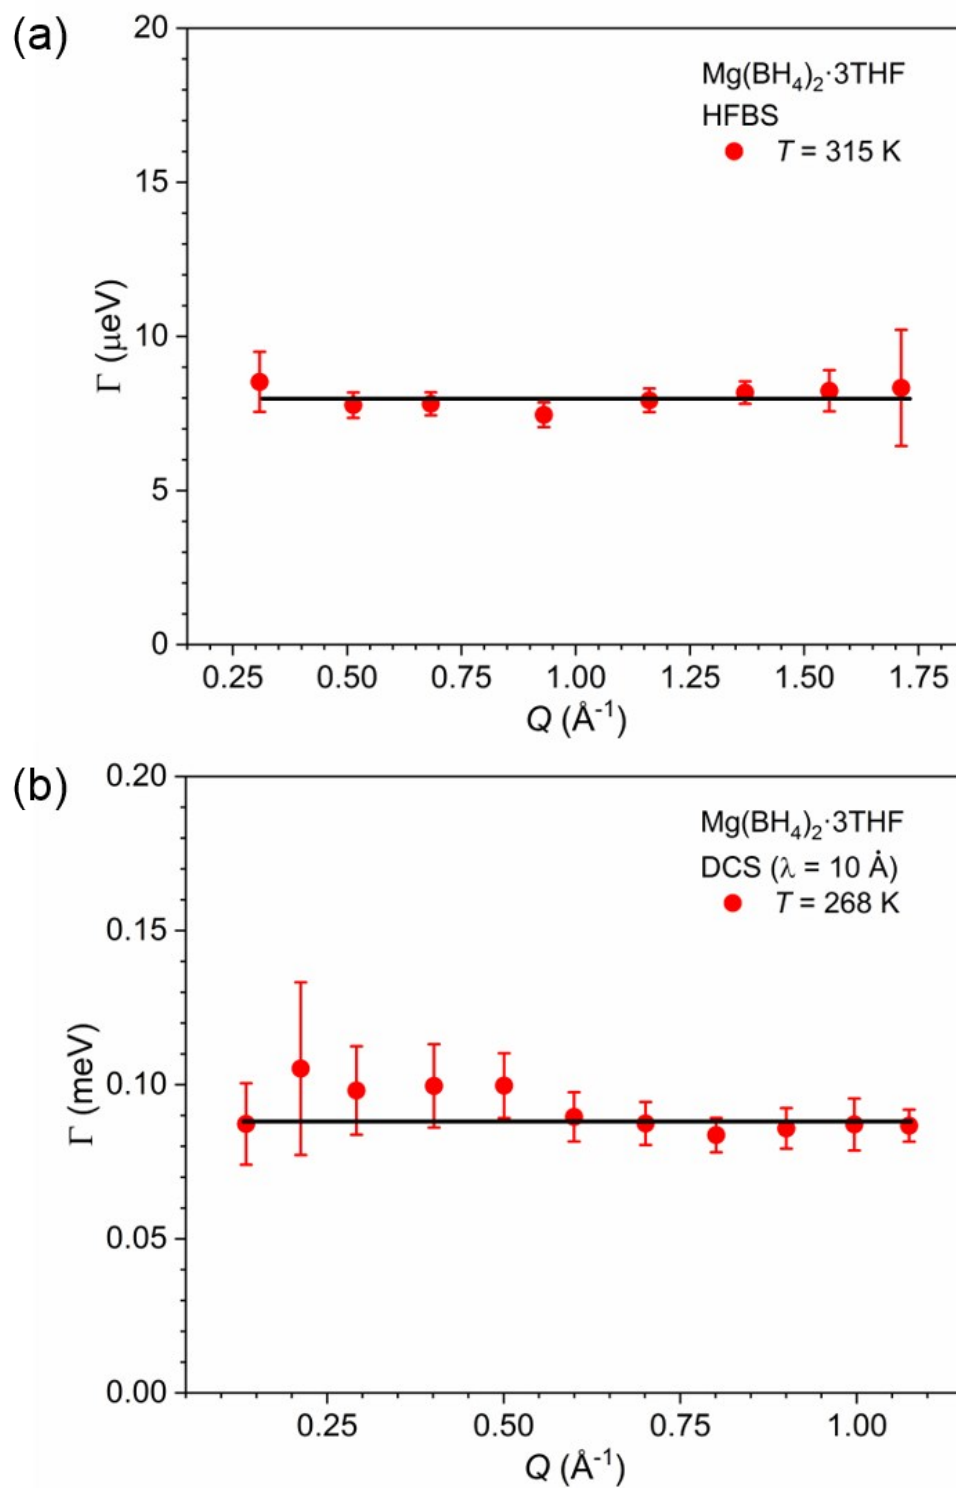 (a)
20
15
10
5
0
Γ (μeV)
Mg(BH₄)₂·3THF
HFBS
T = 315 K
0.25 0.50 0.75 1.00 1.25 1.50 1.75
Q (Å⁻¹)
(b)
0.20
0.15
0.10
0.05
0.00
Γ (meV)
Mg(BH₄)₂·3THF
DCS (λ = 10 Å)
T = 268 K
0.25 0.50 0.75 1.00
Q (Å⁻¹)